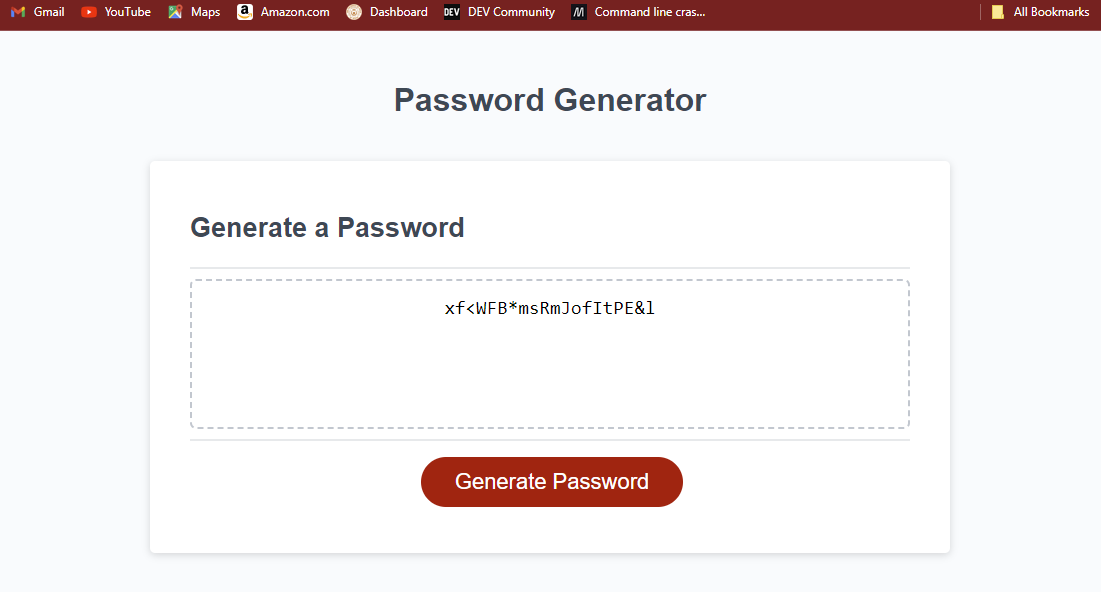 Gmail YouTube Maps a Amazon.com Dashboard DEV DEV Community M Command line cras... All Bookmarks
Password Generator
Generate a Password
xf<WFB*msRmJofItPE&l
Generate Password